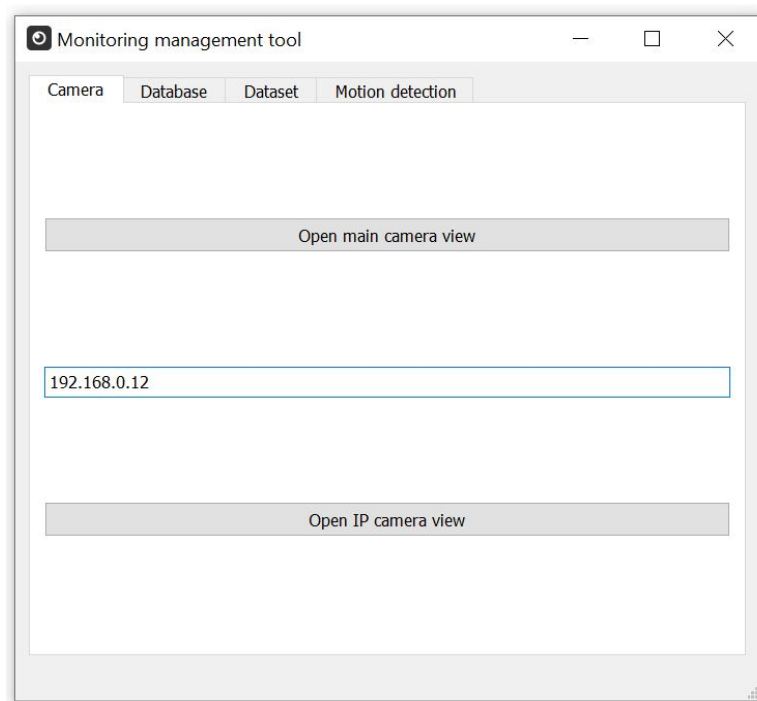 Monitoring management tool
Camera Database Dataset Motion detection
Open main camera view
192.168.0.12
Open IP camera view